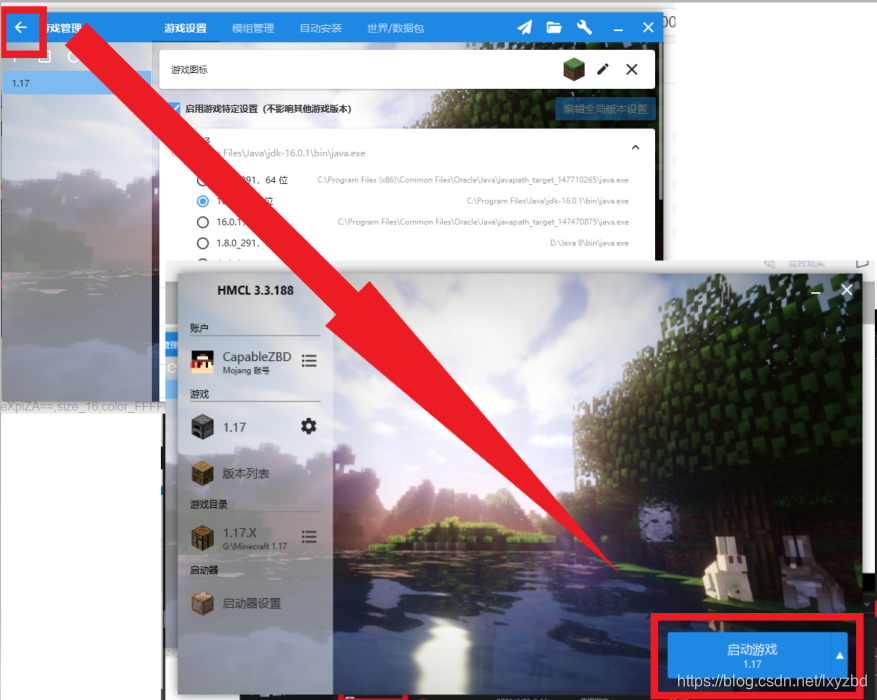 游戏管理
游戏设置
模组管理
自动安装
世界/数据包
1.17
游戏图标
启用游戏特定设置（不影响其他游戏版本）
编辑全局版本设置
Files\Java\jdk-16.0.1\bin\java.exe
291，64 位
C:\Program Files (x86)\Common Files\Oracle\Java\javapath_target_147710265\java.exe
位
C:\Program Files\Java\jdk-16.0.1\bin\java.exe
16.0.1,
C:\Program Files\Common Files\Oracle\Java\javapath_target_147470875\java.exe
1.8.0_291,
D:\Java 8\bin\java.exe
eXpiZA==,size_16,color_FFFF
HMCL 3.3.188
账户
CapableZBD
Mojang 账号
游戏
1.17
版本列表
游戏目录
1.17.X
G:\Minecraft 1.17
启动器
启动器设置
启动游戏
1.17
https://blog.csdn.net/lxyzbd